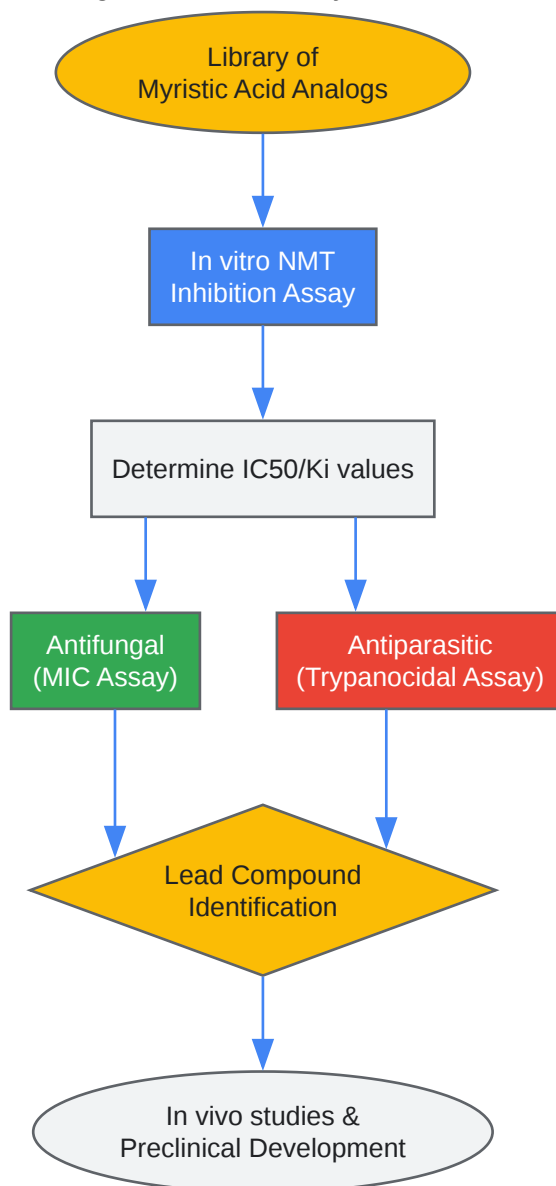 Library of
Myristic Acid Analogs
In vitro NMT
Inhibition Assay
Determine IC50/Ki values
Antifungal
(MIC Assay)
Antiparasitic
(Trypanocidal Assay)
Lead Compound
Identification
In vivo studies &
Preclinical Development